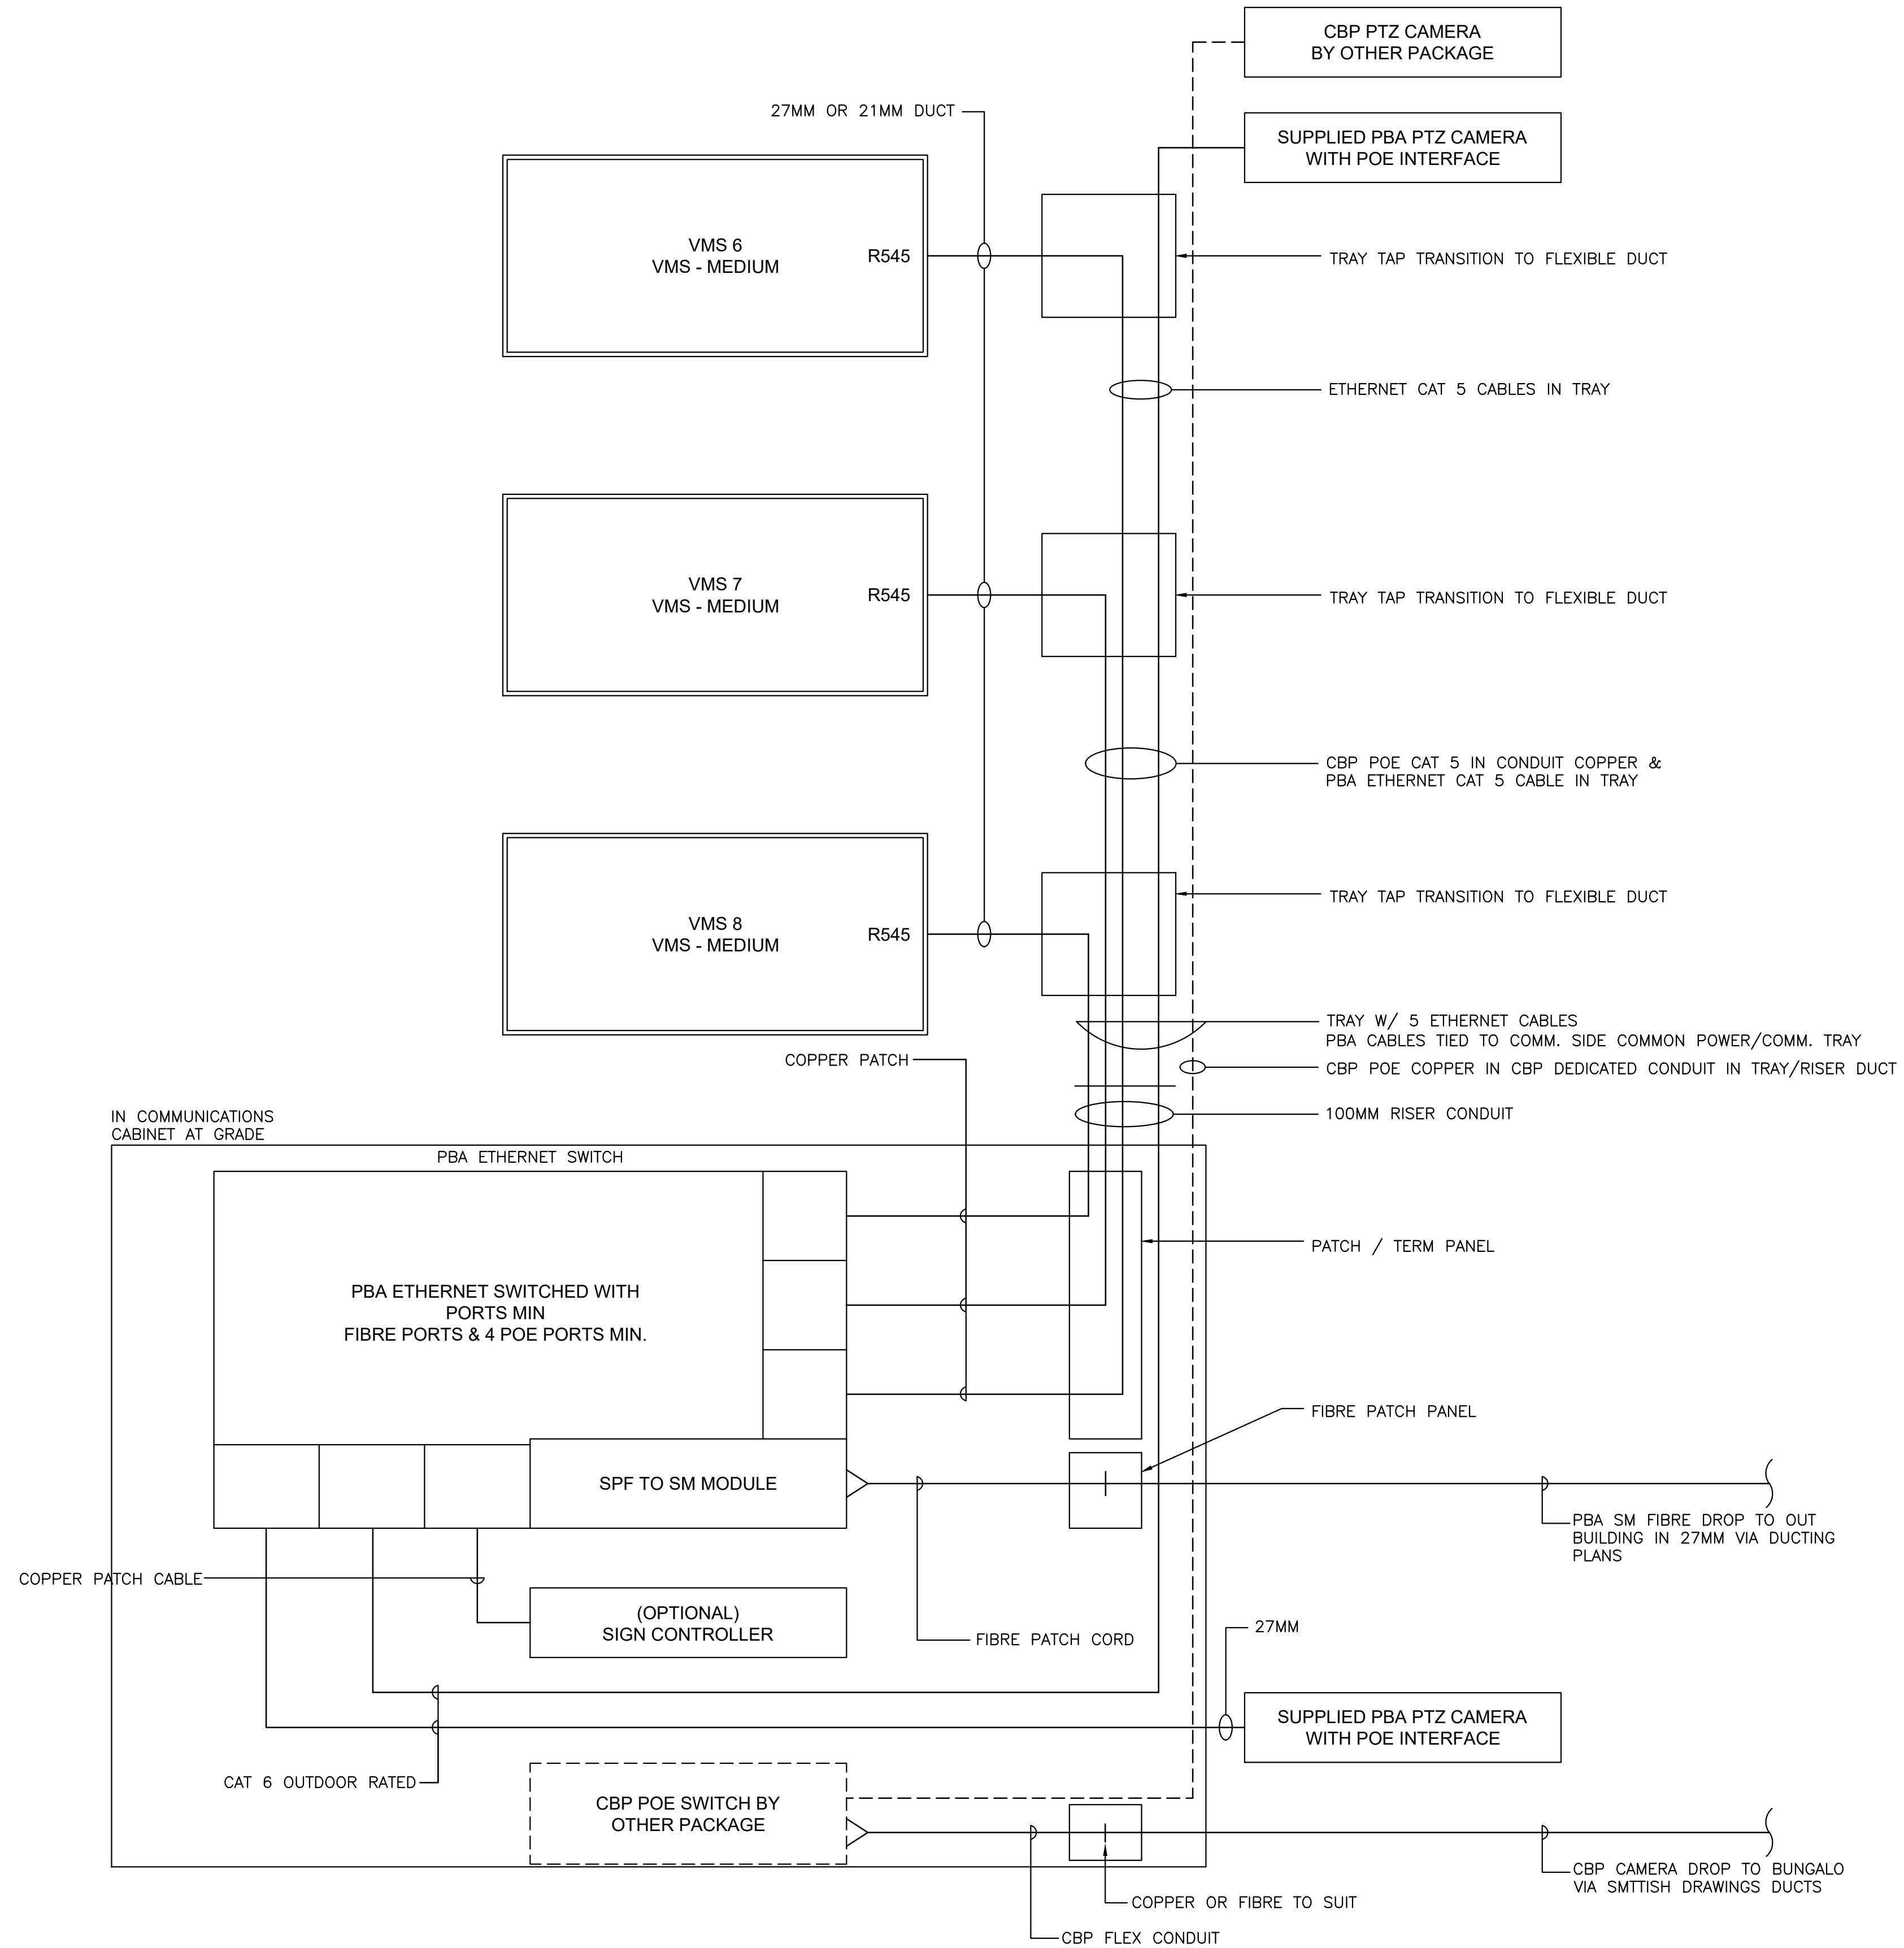 CBP PTZ CAMERA
BY OTHER PACKAGE
27MM OR 21MM DUCT
SUPPLIED PBA PTZ CAMERA
WITH POE INTERFACE
VMS 6
VMS - MEDIUM
R545
TRAY TAP TRANSITION TO FLEXIBLE DUCT
ETHERNET CAT 5 CABLES IN TRAY
VMS 7
VMS - MEDIUM
R545
TRAY TAP TRANSITION TO FLEXIBLE DUCT
CBP POE CAT 5 IN CONDUIT COPPER &
PBA ETHERNET CAT 5 CABLE IN TRAY
VMS 8
VMS - MEDIUM
R545
TRAY TAP TRANSITION TO FLEXIBLE DUCT
TRAY W/ 5 ETHERNET CABLES
PBA CABLES TIED TO COMM. SIDE COMMON POWER/COMM. TRAY
COPPER PATCH
CBP POE COPPER IN CBP DEDICATED CONDUIT IN TRAY/RISER DUCT
100MM RISER CONDUIT
IN COMMUNICATIONS
CABINET AT GRADE
PBA ETHERNET SWITCH
PATCH / TERM PANEL
PBA ETHERNET SWITCHED WITH
PORTS MIN
FIBRE PORTS & 4 POE PORTS MIN.
FIBRE PATCH PANEL
SPF TO SM MODULE
PBA SM FIBRE DROP TO OUT
BUILDING IN 27MM VIA DUCTING
PLANS
COPPER PATCH CABLE
(OPTIONAL)
SIGN CONTROLLER
FIBRE PATCH CORD
27MM
SUPPLIED PBA PTZ CAMERA
WITH POE INTERFACE
CAT 6 OUTDOOR RATED
CBP POE SWITCH BY
OTHER PACKAGE
CBP CAMERA DROP TO BUNGALO
VIA SMTTISH DRAWINGS DUCTS
COPPER OR FIBRE TO SUIT
CBP FLEX CONDUIT